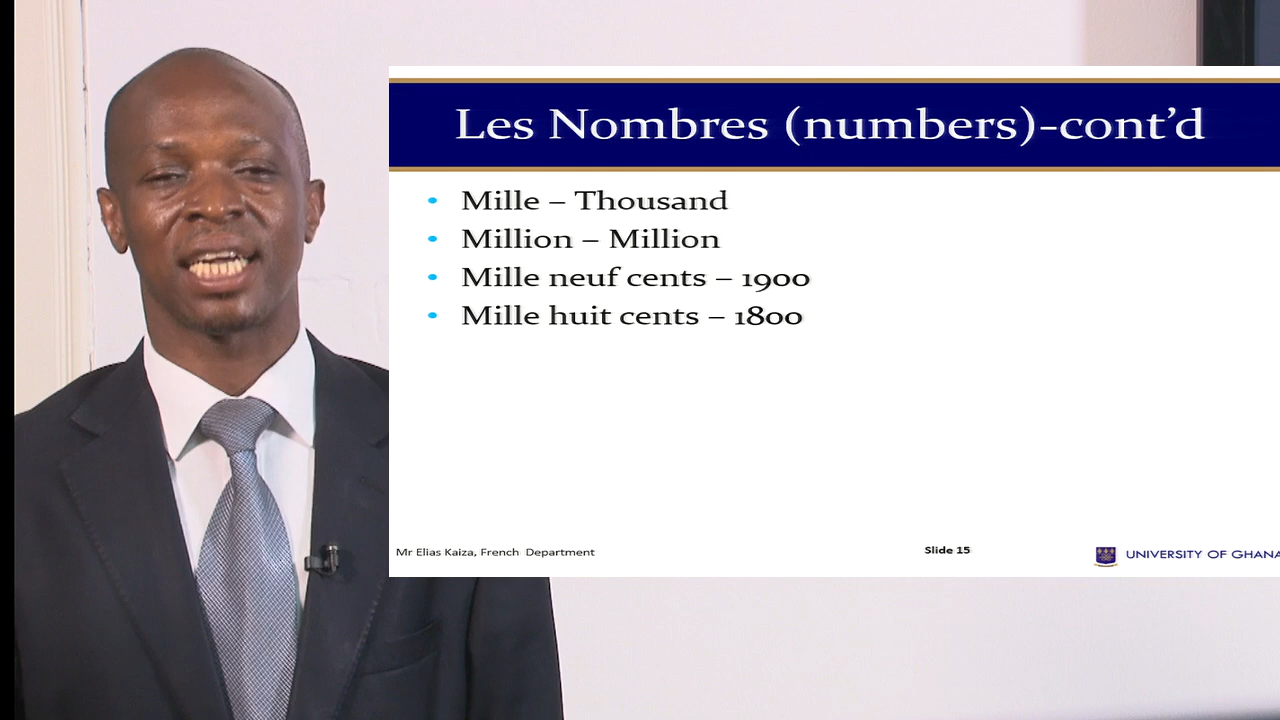 Les Nombres (numbers)-cont'd
• Mille – Thousand
• Million – Million
• Mille neuf cents – 1900
• Mille huit cents – 1800
Mr Elias Kaiza, French Department
Slide 15
UNIVERSITY OF GHANA